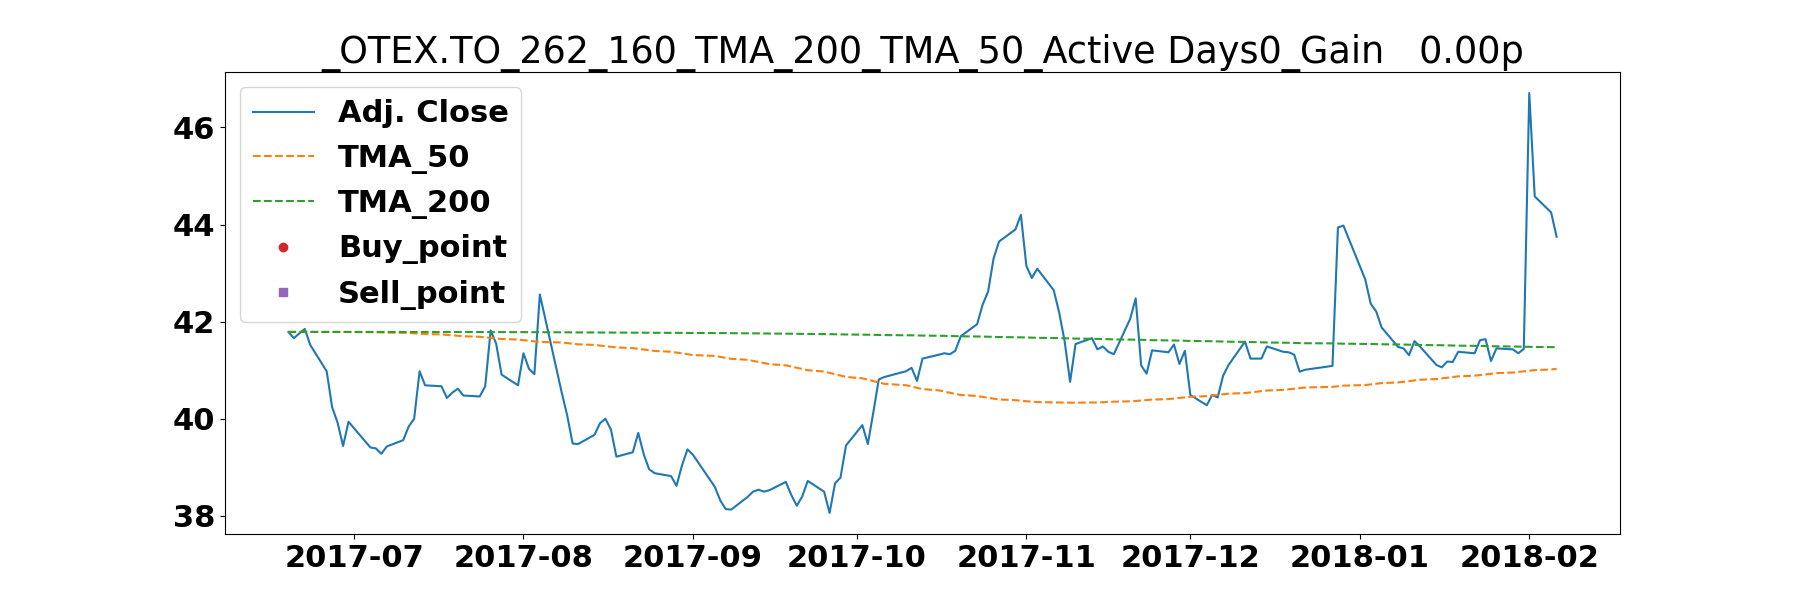 _OTEX.TO_262_160_TMA_200_TMA_50_Active Days0_Gain   0.00p
Adj. Close
TMA_50
TMA_200
Buy_point
Sell_point
46
44
42
40
38
2017-07 2017-08 2017-09 2017-10 2017-11 2017-12 2018-01 2018-02